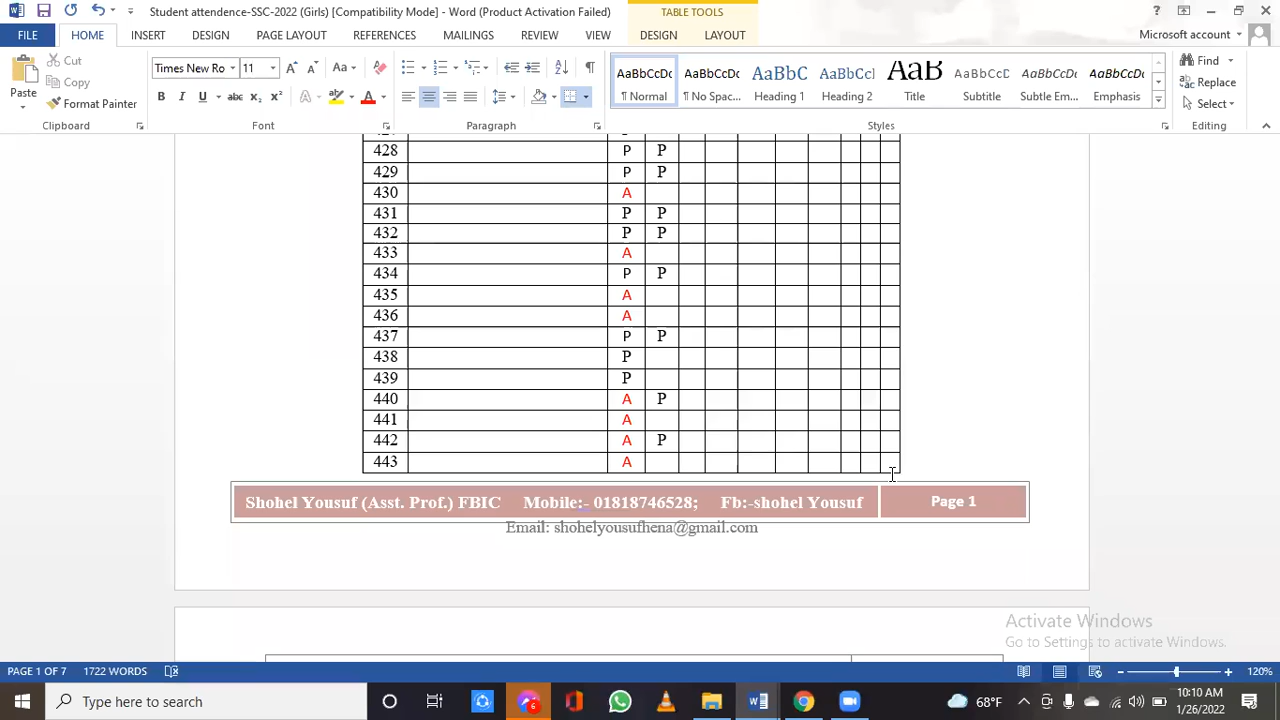 Student attendence-SSC-2022 (Girls) [Compatibility Mode] - Word (Product Activation Failed)
TABLE TOOLS
?
FILE HOME INSERT DESIGN PAGE LAYOUT REFERENCES MAILINGS REVIEW VIEW DESIGN LAYOUT
Microsoft account
Paste
Cut
Copy
Format Painter
Clipboard
Times New Ro 11
Font
Paragraph
AaBbCcDc AaBbCcDc AaBbC AaBbCcl AaB AaBbCcDc AaBbCcDc AaBbCcDc
¶ Normal ¶ No Spac... Heading 1 Heading 2 Title Subtitle Subtle Em... Emphasis
Styles
Find
Replace
Select
Editing
428 P P
429 P P
430 A
431 P P
432 P P
433 A
434 P P
435 A
436 A
437 P P
438 P
439 P
440 A P
441 A
442 A P
443 A
Shohel Yousuf (Asst. Prof.) FBIC Mobile:- 01818746528; Fb:-shohel Yousuf Page 1
Email: shohelyousufhena@gmail.com
Activate Windows
Go to Settings to activate Windows.
PAGE 1 OF 7 1722 WORDS
120%
Type here to search
6
68°F
10:10 AM
1/26/2022